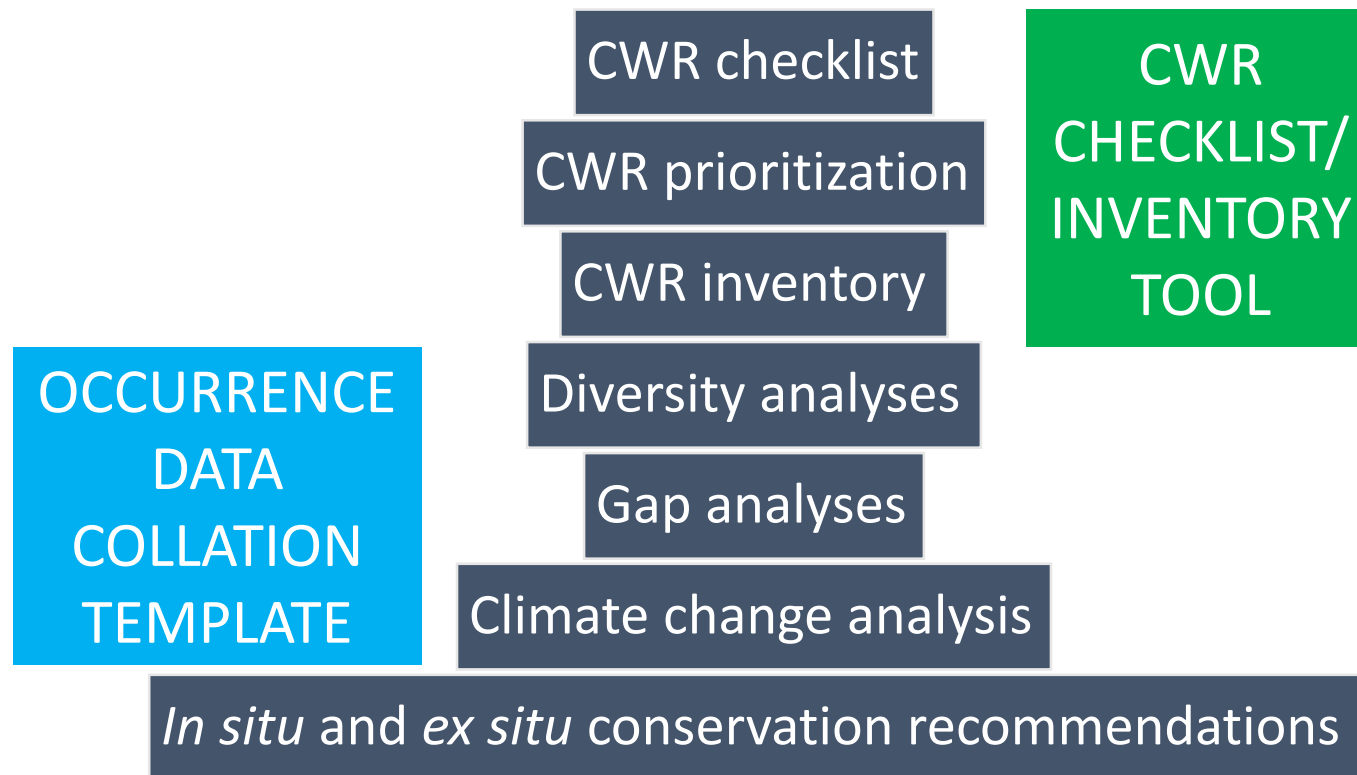 CWR checklist
CWR prioritization
CWR inventory
Diversity analyses
Gap analyses
Climate change analysis
In situ and ex situ conservation recommendations
CWR
CHECKLIST/
INVENTORY
TOOL
OCCURRENCE
DATA
COLLATION
TEMPLATE